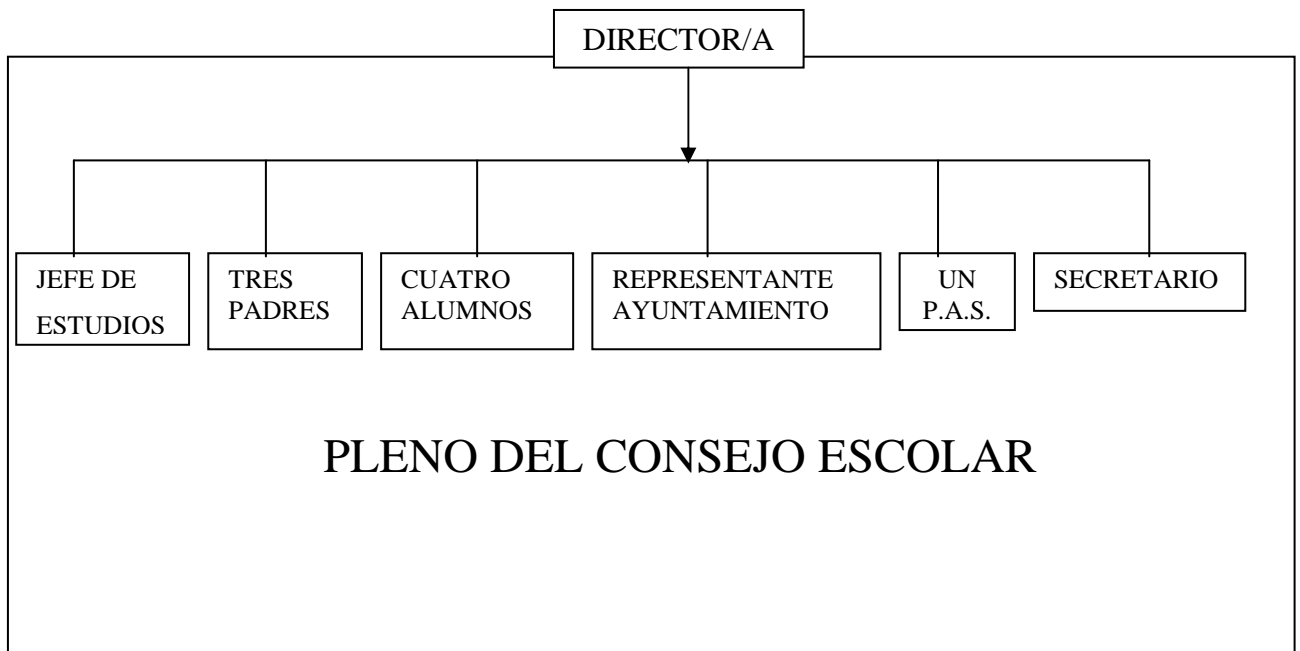 DIRECTOR/A
JEFE DE
ESTUDIOS
TRES
PADRES
CUATRO
ALUMNOS
REPRESENTANTE
AYUNTAMIENTO
UN
P.A.S.
SECRETARIO
PLENO DEL CONSEJO ESCOLAR